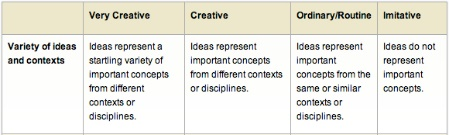 Very Creative
Creative
Ordinary/Routine
Imitative
Variety of ideas
and contexts
Ideas represent a
startling variety of
important concepts
from different
contexts or
disciplines.
Ideas represent
important concepts
from different contexts
or disciplines.
Ideas represent
important
concepts from the
same or similar
contexts or
disciplines.
Ideas do not
represent
important
concepts.